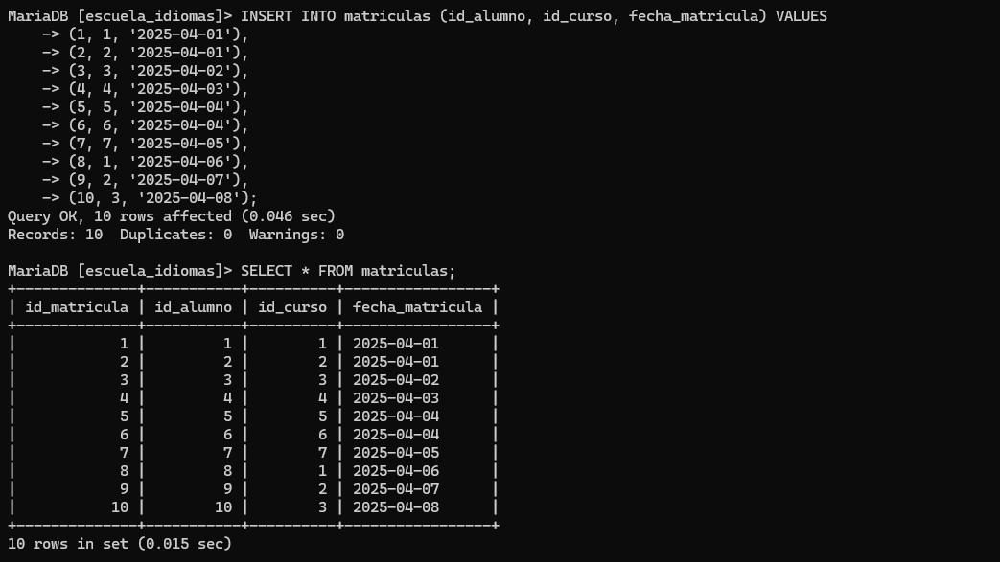 MariaDB [escuela_idiomas]> INSERT INTO matriculas (id_alumno, id_curso, fecha_matricula) VALUES
    -> (1, 1, '2025-04-01'),
    -> (2, 2, '2025-04-01'),
    -> (3, 3, '2025-04-02'),
    -> (4, 4, '2025-04-03'),
    -> (5, 5, '2025-04-04'),
    -> (6, 6, '2025-04-04'),
    -> (7, 7, '2025-04-05'),
    -> (8, 1, '2025-04-06'),
    -> (9, 2, '2025-04-07'),
    -> (10, 3, '2025-04-08');
Query OK, 10 rows affected (0.046 sec)
Records: 10  Duplicates: 0  Warnings: 0

MariaDB [escuela_idiomas]> SELECT * FROM matriculas;
+--------------+-----------+----------+-----------------+
| id_matricula | id_alumno | id_curso | fecha_matricula |
+--------------+-----------+----------+-----------------+
|            1 |         1 |        1 | 2025-04-01      |
|            2 |         2 |        2 | 2025-04-01      |
|            3 |         3 |        3 | 2025-04-02      |
|            4 |         4 |        4 | 2025-04-03      |
|            5 |         5 |        5 | 2025-04-04      |
|            6 |         6 |        6 | 2025-04-04      |
|            7 |         7 |        7 | 2025-04-05      |
|            8 |         8 |        1 | 2025-04-06      |
|            9 |         9 |        2 | 2025-04-07      |
|           10 |        10 |        3 | 2025-04-08      |
+--------------+-----------+----------+-----------------+
10 rows in set (0.015 sec)